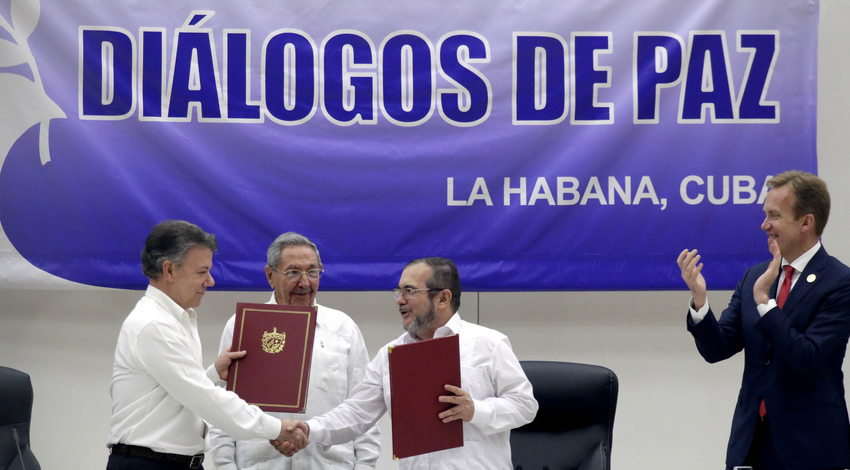 DIÁLOGOS DE PAZ
LA HABANA, CUBA